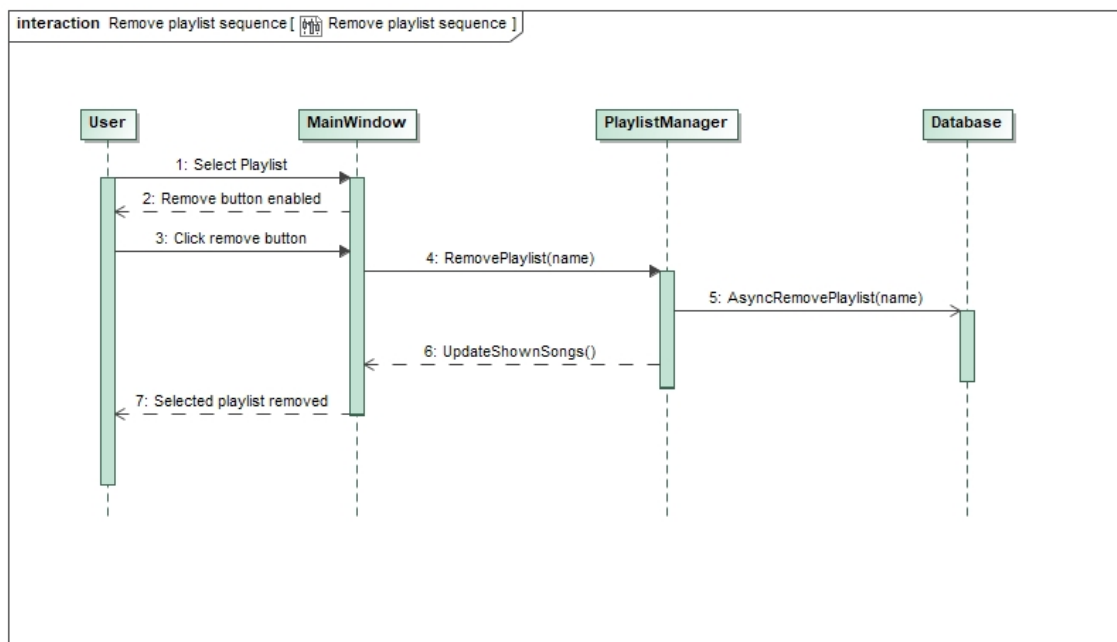 interaction Remove playlist sequence [ Remove playlist sequence ]
User MainWindow PlaylistManager Database
1: Select Playlist
2: Remove button enabled
3: Click remove button
4: RemovePlaylist(name)
5: AsyncRemovePlaylist(name)
6: UpdateShownSongs()
7: Selected playlist removed